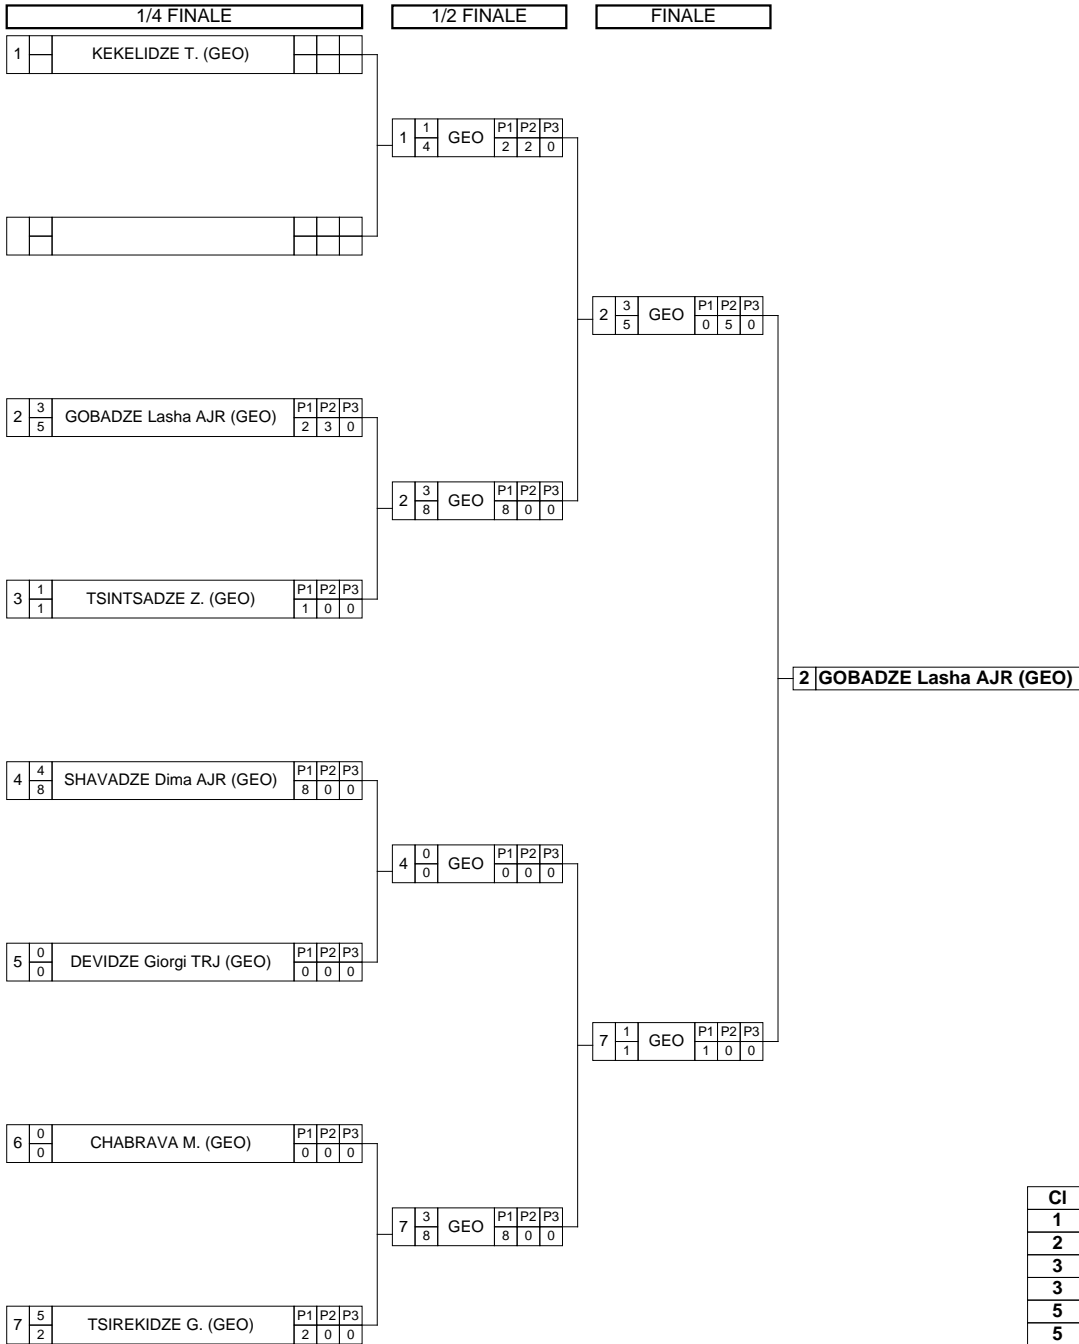 1/4 FINALE 1/2 FINALE FINALE
1 KEKELIDZE T. (GEO)
1 1 GEO P1 P2 P3
4 2 2 0
2 3 GEO P1 P2 P3
5 0 5 0
2 3 GOBADZE Lasha AJR (GEO) P1 P2 P3
5 2 3 0
2 3 GEO P1 P2 P3
8 8 0 0
3 1 TSINTSADZE Z. (GEO) P1 P2 P3
1 1 0 0
2 GOBADZE Lasha AJR (GEO)
4 4 SHAVADZE Dima AJR (GEO) P1 P2 P3
8 8 0 0
4 0 GEO P1 P2 P3
0 0 0 0
5 0 DEVIDZE Giorgi TRJ (GEO) P1 P2 P3
0 0 0 0
7 1 GEO P1 P2 P3
1 1 0 0
6 0 CHABRAVA M. (GEO) P1 P2 P3
0 0 0 0
7 3 GEO P1 P2 P3
8 8 0 0
7 5 TSIREKIDZE G. (GEO) P1 P2 P3
2 2 0 0
Cl
1
2
3
3
5
5